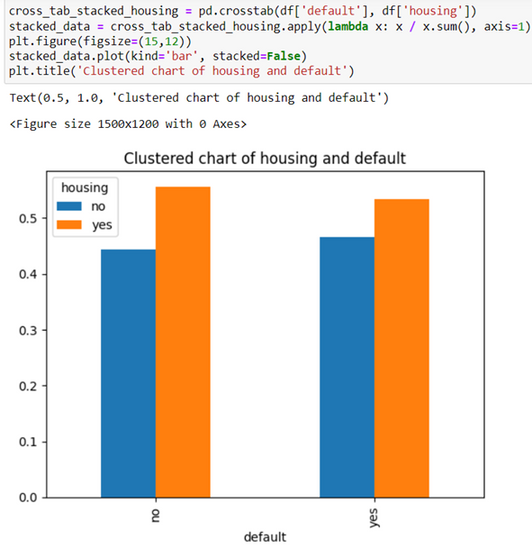 cross_tab_stacked_housing = pd.crosstab(df['default'], df['housing'])
stacked_data = cross_tab_stacked_housing.apply(lambda x: x / x.sum(), axis=1)
plt.figure(figsize=(15,12))
stacked_data.plot(kind='bar', stacked=False)
plt.title('Clustered chart of housing and default')
Text(0.5, 1.0, 'Clustered chart of housing and default')
<Figure size 1500x1200 with 0 Axes>
Clustered chart of housing and default
housing
no
yes
0.5
0.4
0.3
0.2
0.1
0.0
no
yes
default